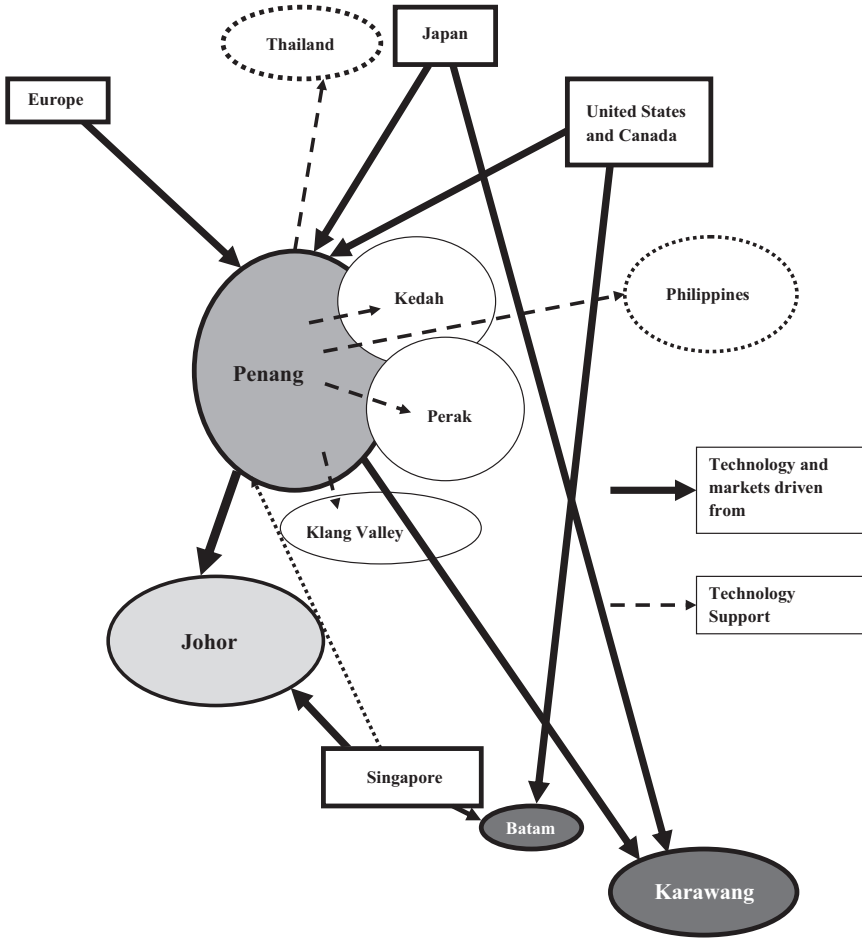 Thailand
Japan
Europe
United States
and Canada
Kedah
Philippines
Penang
Perak
Technology and
markets driven
from
Klang Valley
Technology
Support
Johor
Singapore
Batam
Karawang